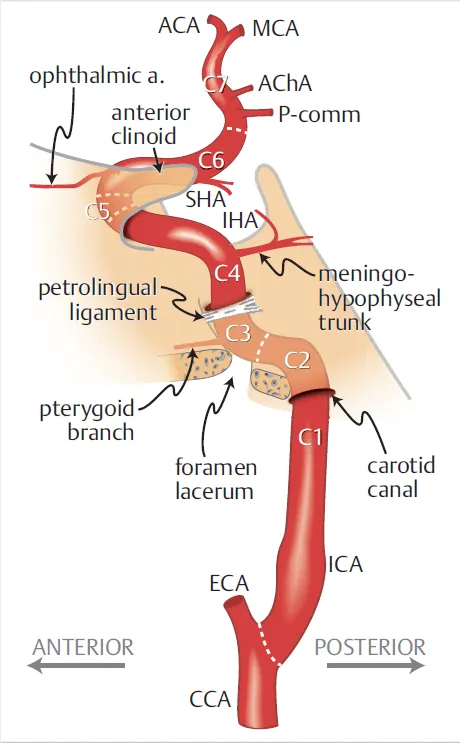 ACA
MCA
ophthalmic a.
C7
AChA
anterior
clinoid
P-comm
C6
SHA
C5
IHA
C4
petrolingual
ligament
meningo-
hypophyseal
trunk
C3
C2
pterygoid
branch
C1
foramen
lacerum
carotid
canal
ICA
ECA
ANTERIOR
POSTERIOR
CCA